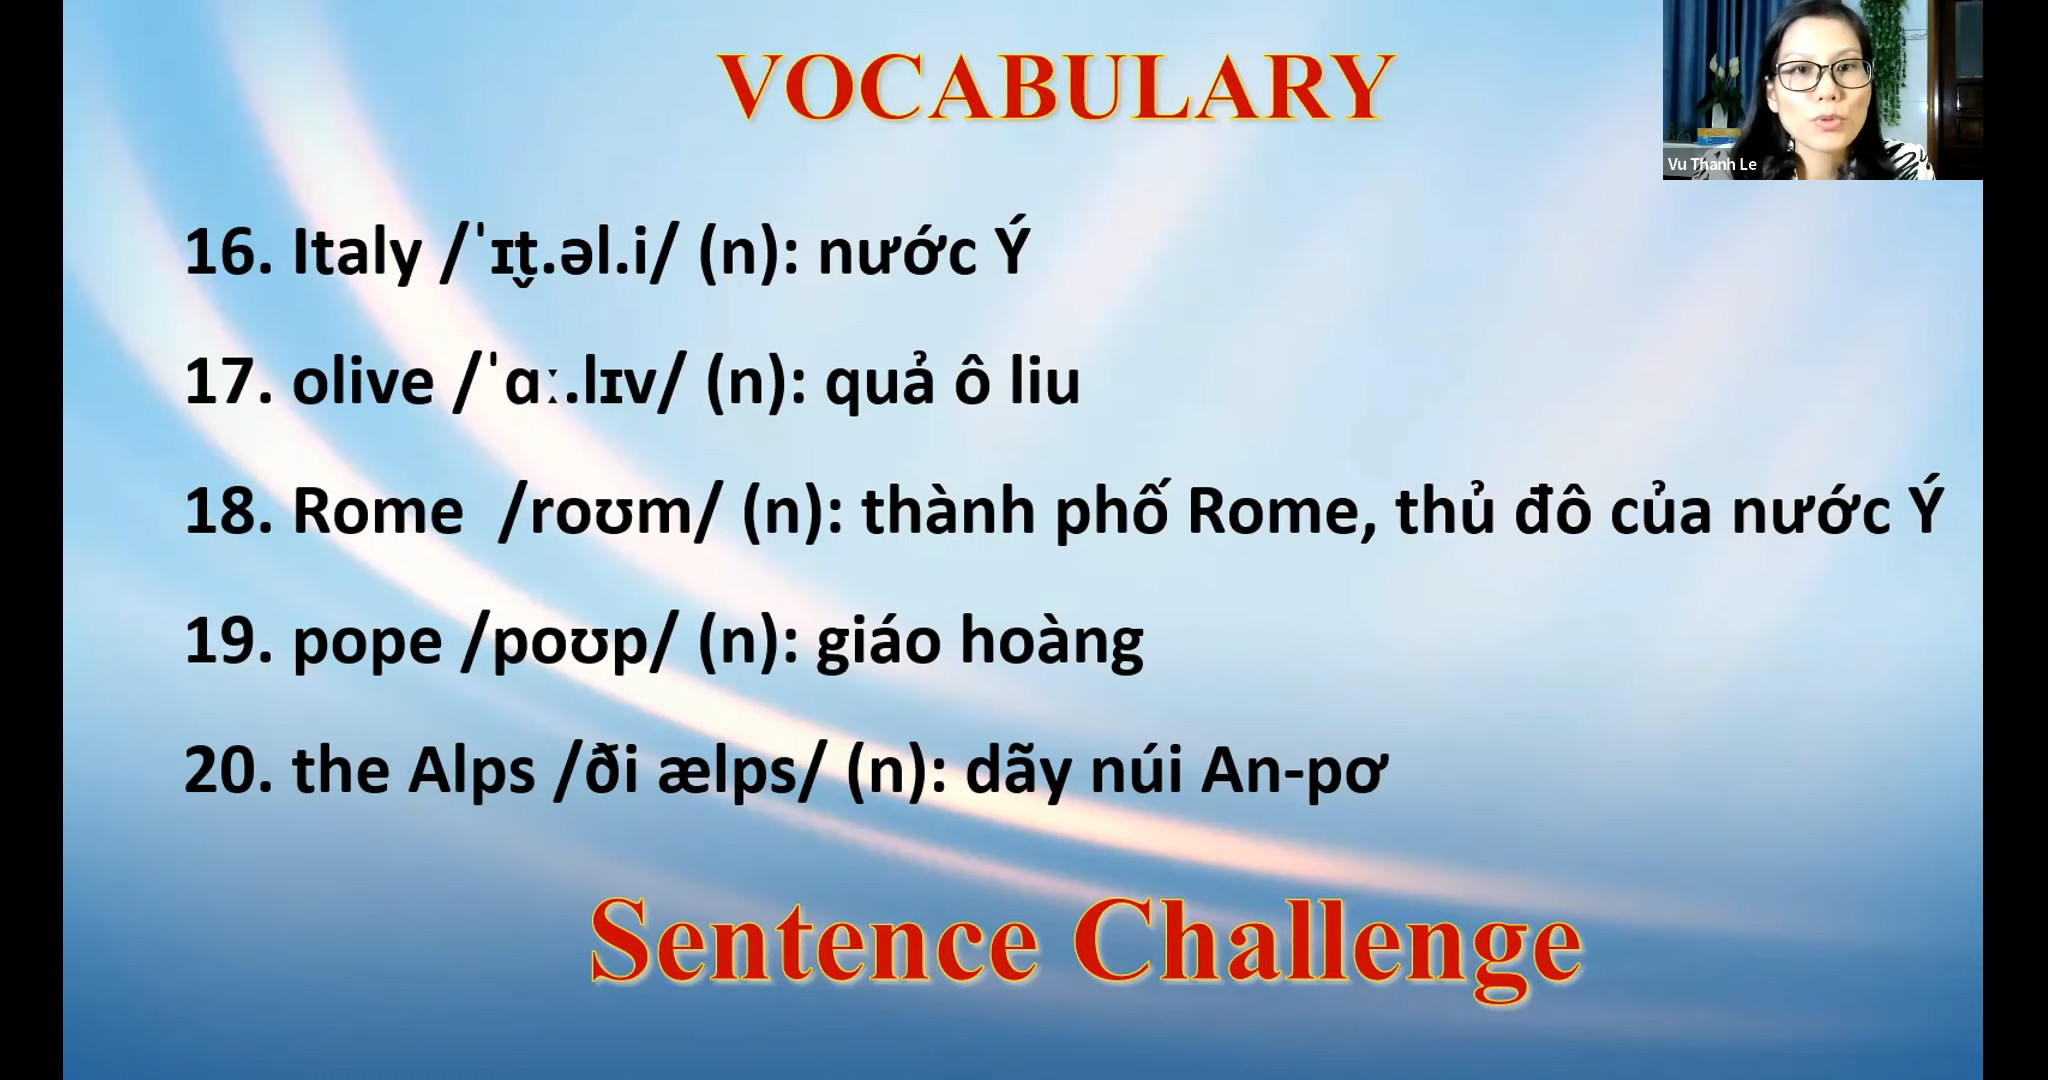 VOCABULARY
Vu Thanh Le
16. Italy /ˈɪt̬.əl.i/ (n): nước Ý
17. olive /ˈɑː.lɪv/ (n): quả ô liu
18. Rome /roʊm/ (n): thành phố Rome, thủ đô của nước Ý
19. pope /poʊp/ (n): giáo hoàng
20. the Alps /ði ælps/ (n): dãy núi An-pơ
Sentence Challenge